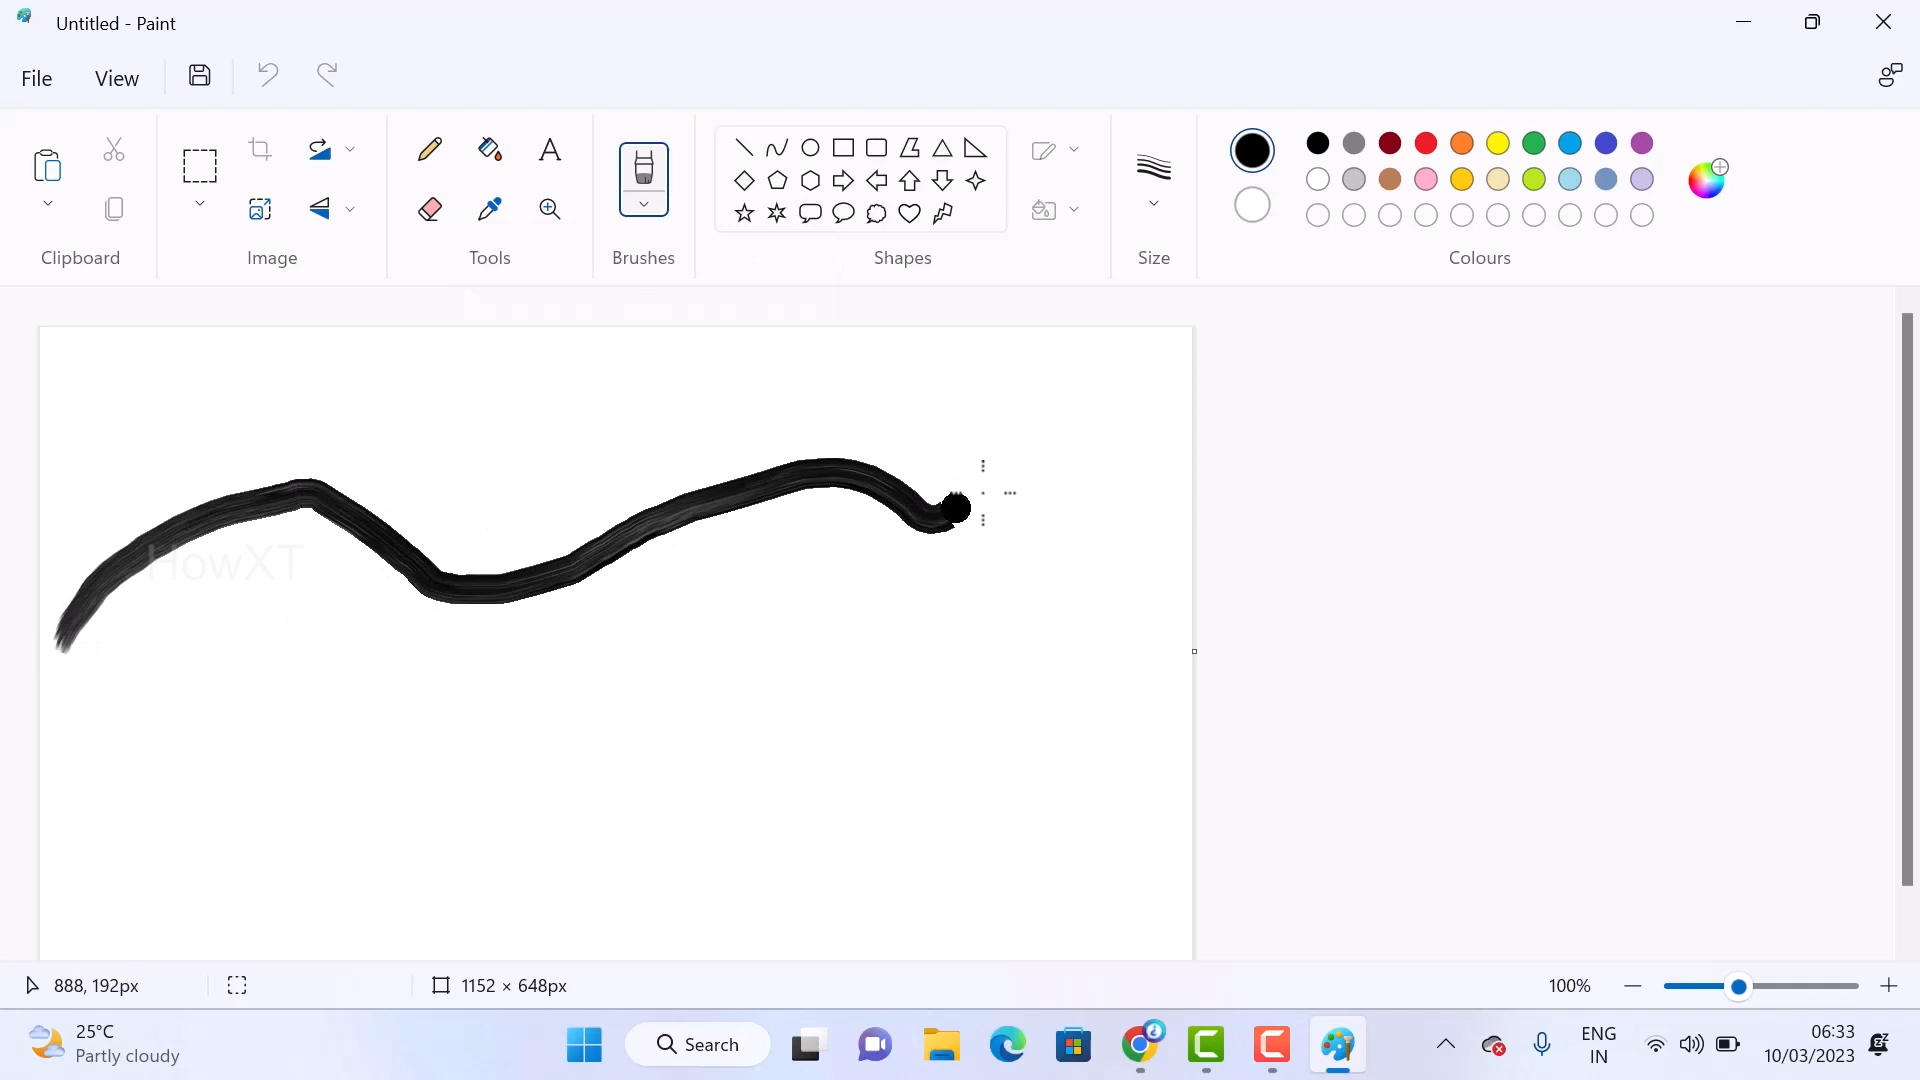 Untitled - Paint
File
View
Clipboard
Image
Tools
Brushes
Shapes
Size
Colours
HowXT
888, 192px
1152 × 648px
100%
25°C
Partly cloudy
Search
ENG
IN
06:33
10/03/2023